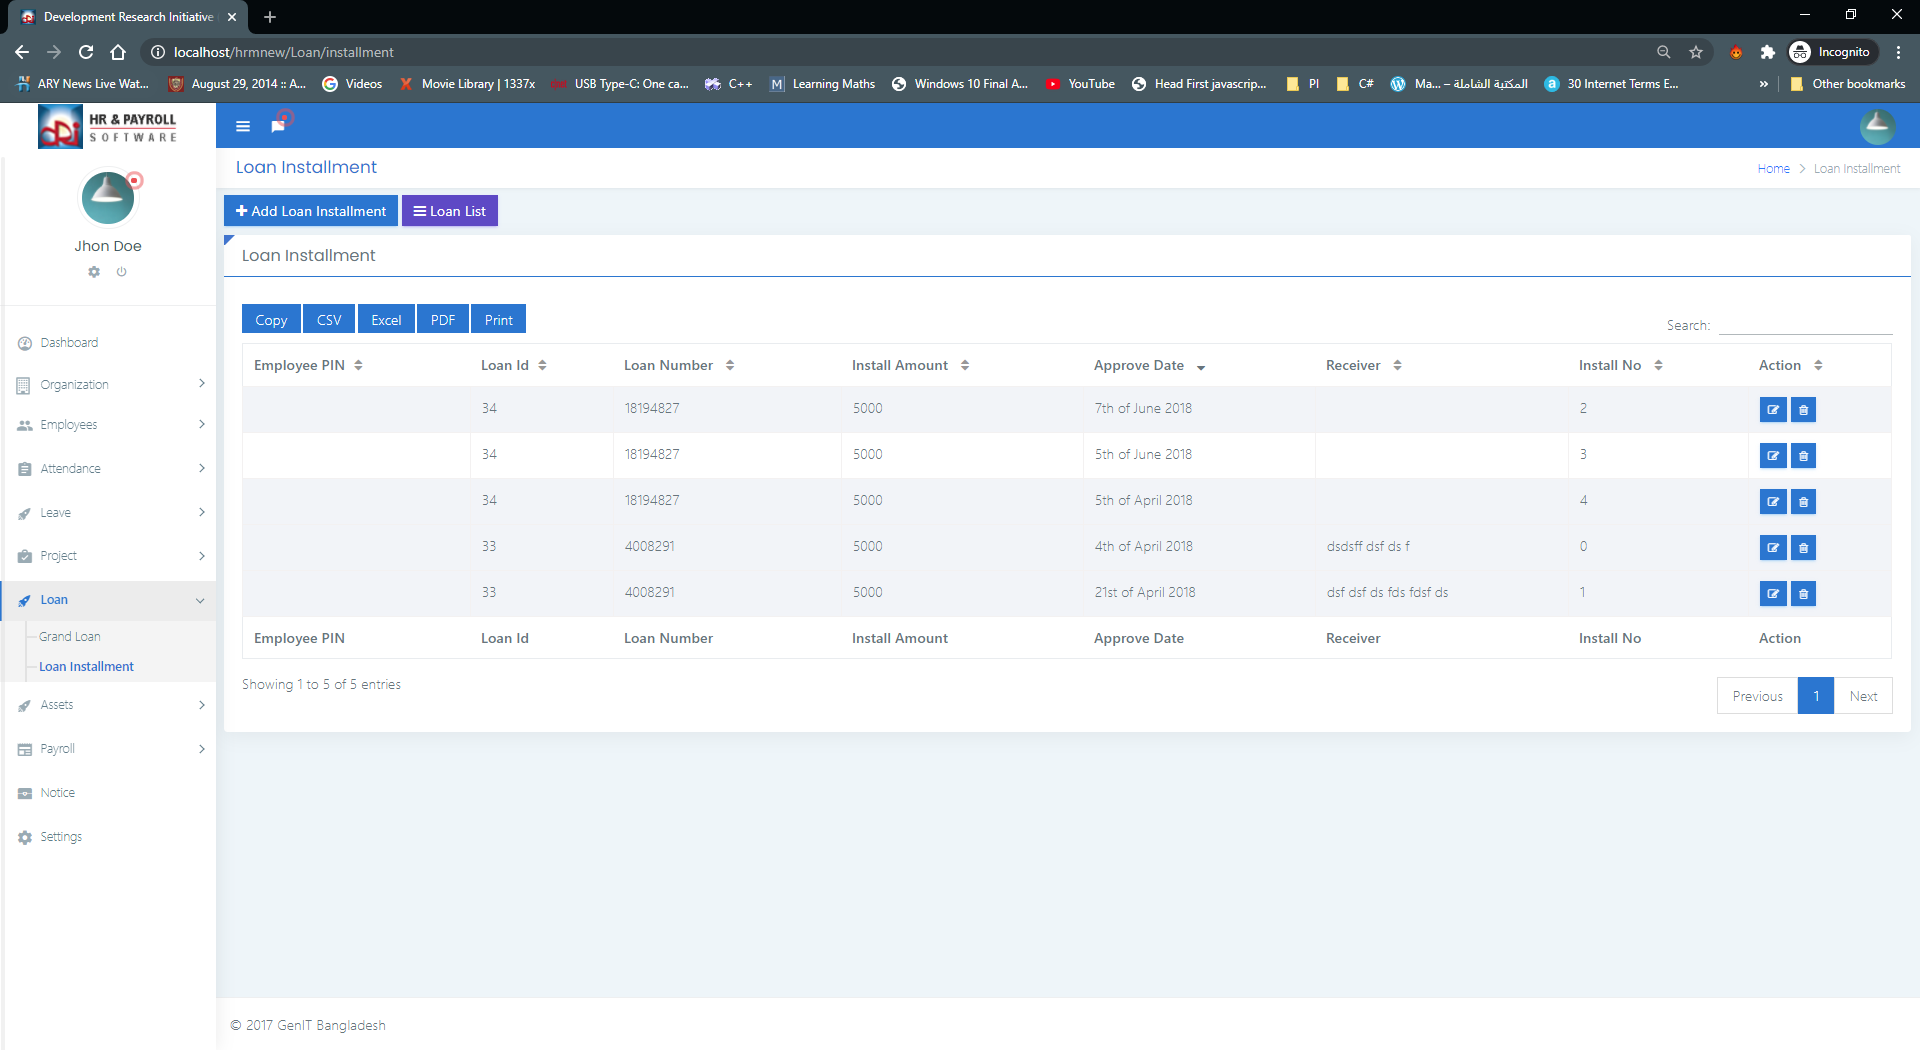 Development Research Initiative
localhost/hrmnew/Loan/installment
Incognito
ARY News Live Wat...
August 29, 2014 :: A...
Videos
Movie Library | 1337x
USB Type-C: One ca...
C++
Learning Maths
Windows 10 Final A...
YouTube
Head First javascrip...
PI
C#
Ma... – المكتبة الشاملة
30 Internet Terms E...
»
Other bookmarks
HR & PAYROLL
SOFTWARE
Jhon Doe
Dashboard
Organization
Employees
Attendance
Leave
Project
Loan
Grand Loan
Loan Installment
Assets
Payroll
Notice
Settings
Loan Installment
Home > Loan Installment
Add Loan Installment
Loan List
Loan Installment
Copy CSV Excel PDF Print
Search:
Employee PIN Loan Id Loan Number Install Amount Approve Date Receiver Install No Action
34 18194827 5000 7th of June 2018 2
34 18194827 5000 5th of June 2018 3
34 18194827 5000 5th of April 2018 4
33 4008291 5000 4th of April 2018 dsdsff dsf ds f 0
33 4008291 5000 21st of April 2018 dsf dsf ds fds fdsf ds 1
Employee PIN Loan Id Loan Number Install Amount Approve Date Receiver Install No Action
Showing 1 to 5 of 5 entries
Previous 1 Next
© 2017 GenIT Bangladesh